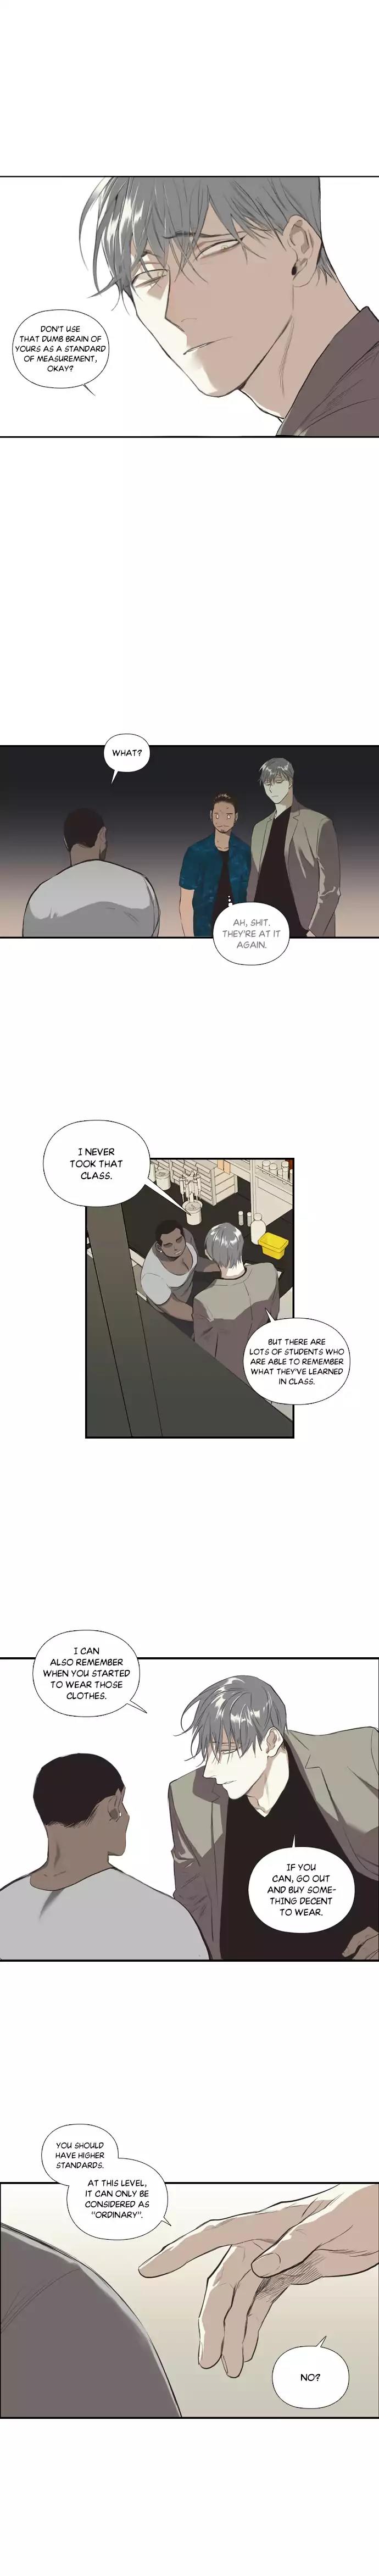 DON'T USE
THAT DUMB BRAIN OF
YOURS AS A STANDARD
OF MEASUREMENT,
OKAY?
WHAT?
AH, SHIT.
THEY'RE AT IT
AGAIN.
I NEVER
TOOK THAT
CLASS.
BUT THERE ARE
LOTS OF STUDENTS WHO
ARE ABLE TO REMEMBER
WHAT THEY'VE LEARNED
IN CLASS.
I CAN
ALSO REMEMBER
WHEN YOU STARTED
TO WEAR THOSE
CLOTHES.
IF YOU
CAN, GO OUT
AND BUY SOME-
THING DECENT
TO WEAR.
YOU SHOULD
HAVE HIGHER
STANDARDS.
AT THIS LEVEL,
IT CAN ONLY BE
CONSIDERED AS
"ORDINARY".
NO?